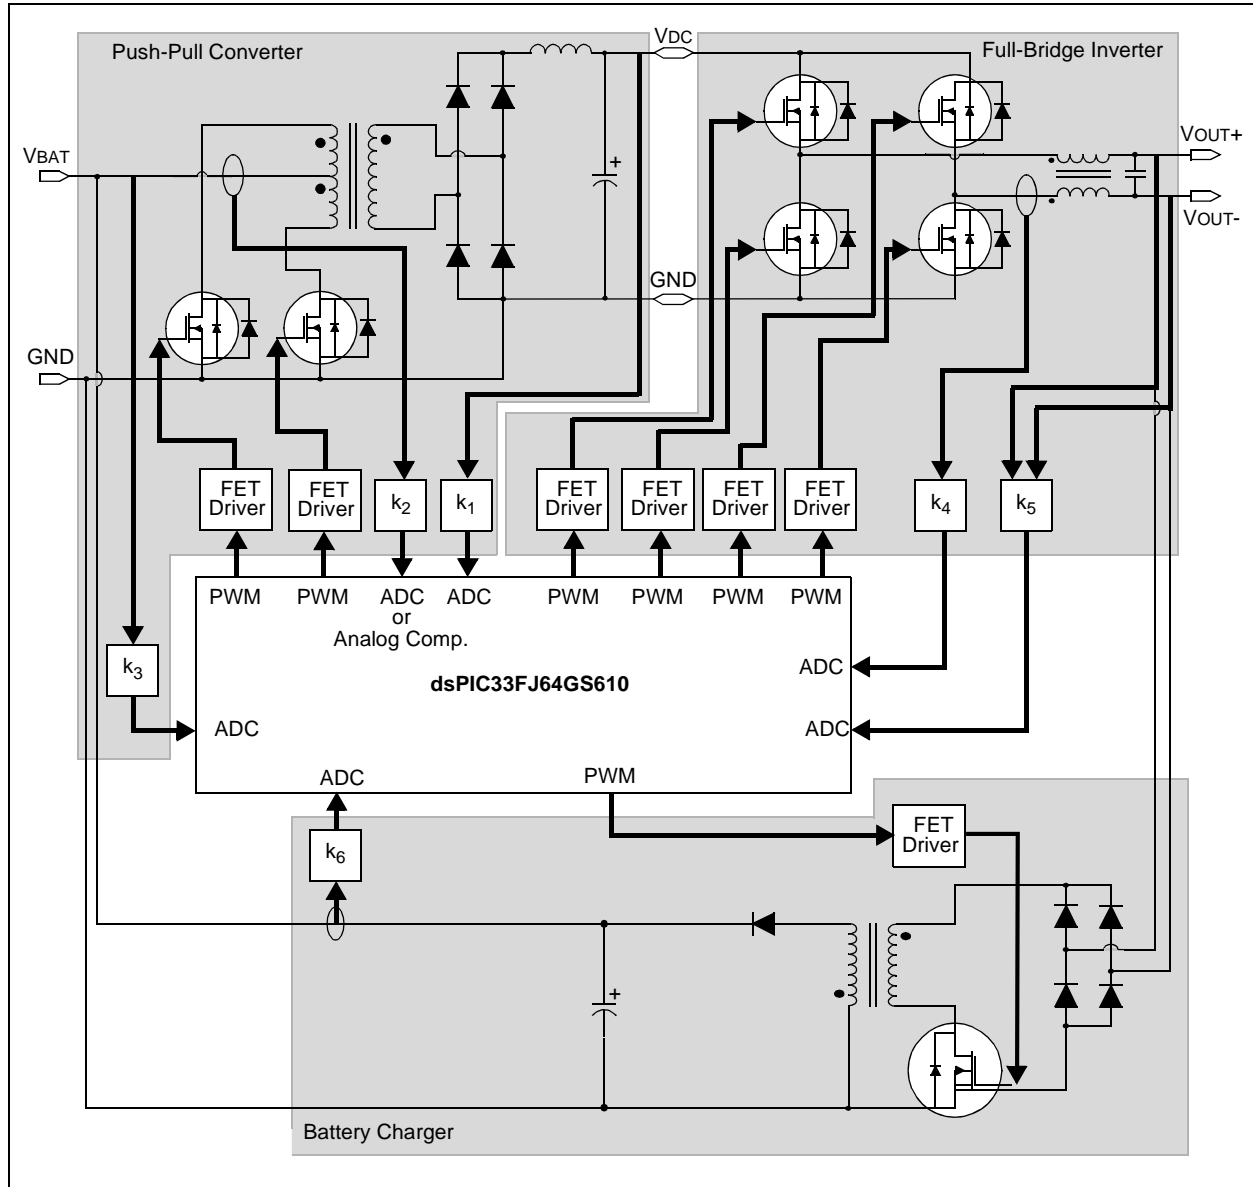 Push-Pull Converter
VDC
Full-Bridge Inverter
+
VOUT+
VBAT
VOUT-
GND
GND
FET
Driver
FET
Driver
k2
k1
FET
Driver
FET
Driver
FET
Driver
FET
Driver
k4
k5
PWM
PWM
ADC
or
Analog Comp.
ADC
PWM
PWM
PWM
PWM
k3
dsPIC33FJ64GS610
ADC
ADC
ADC
ADC
PWM
k6
FET
Driver
+
Battery Charger